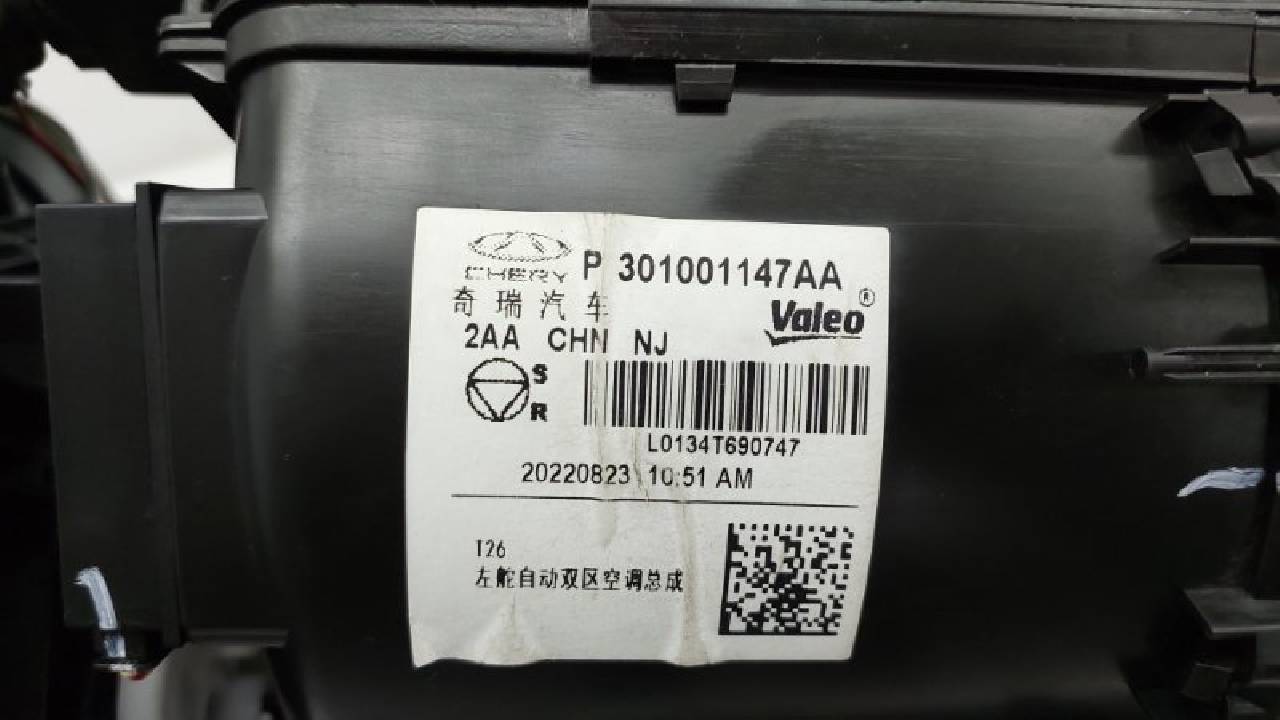 CHERY P 301001147AA
奇瑞汽车 Valeo®
2AA CHN NJ
S
R
L0134T690747
20220823 10:51 AM
T26
左舵自动双区空调总成